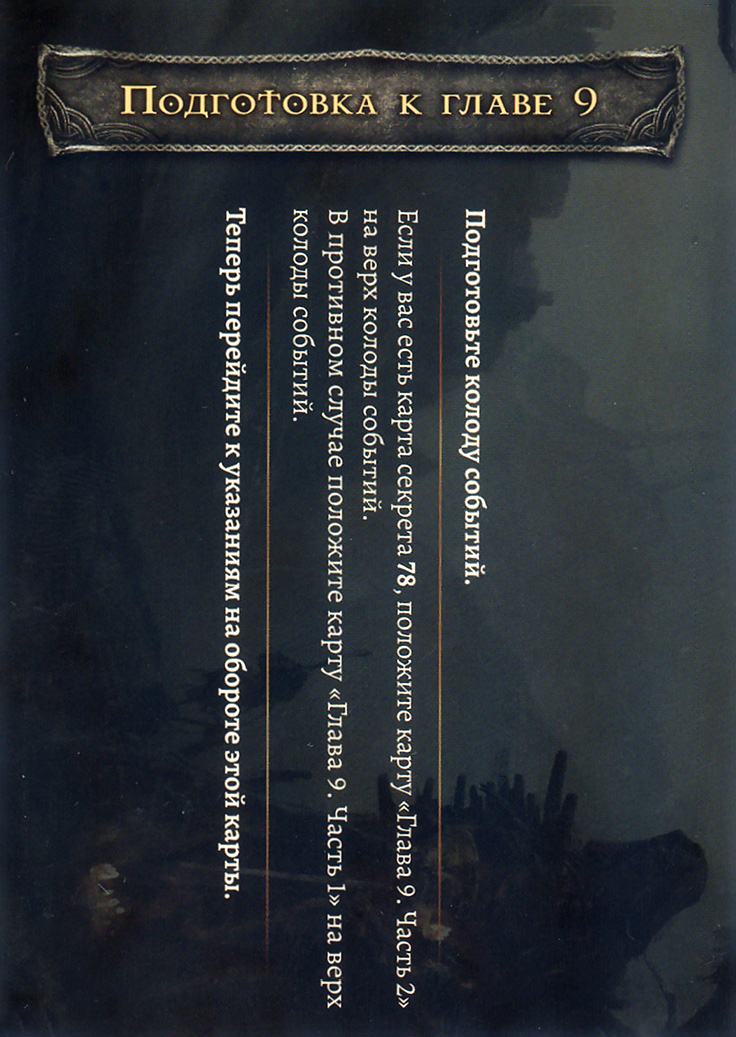 Подготовка к главе 9
Подготовьте колоду событий.
Если у вас есть карта секрета 78, положите карту «Глава 9. Часть 2»
на верх колоды событий.
В противном случае положите карту «Глава 9. Часть 1» на верх
колоды событий.
Теперь перейдите к указаниям на обороте этой карты.